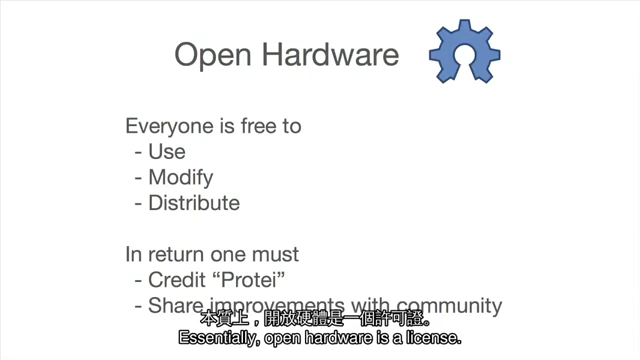 Open Hardware
Everyone is free to
- Use
- Modify
- Distribute
In return one must
- Credit “Protei”
- Share improvements with community
本質上，開放硬體是一個許可證。
Essentially, open hardware is a license.